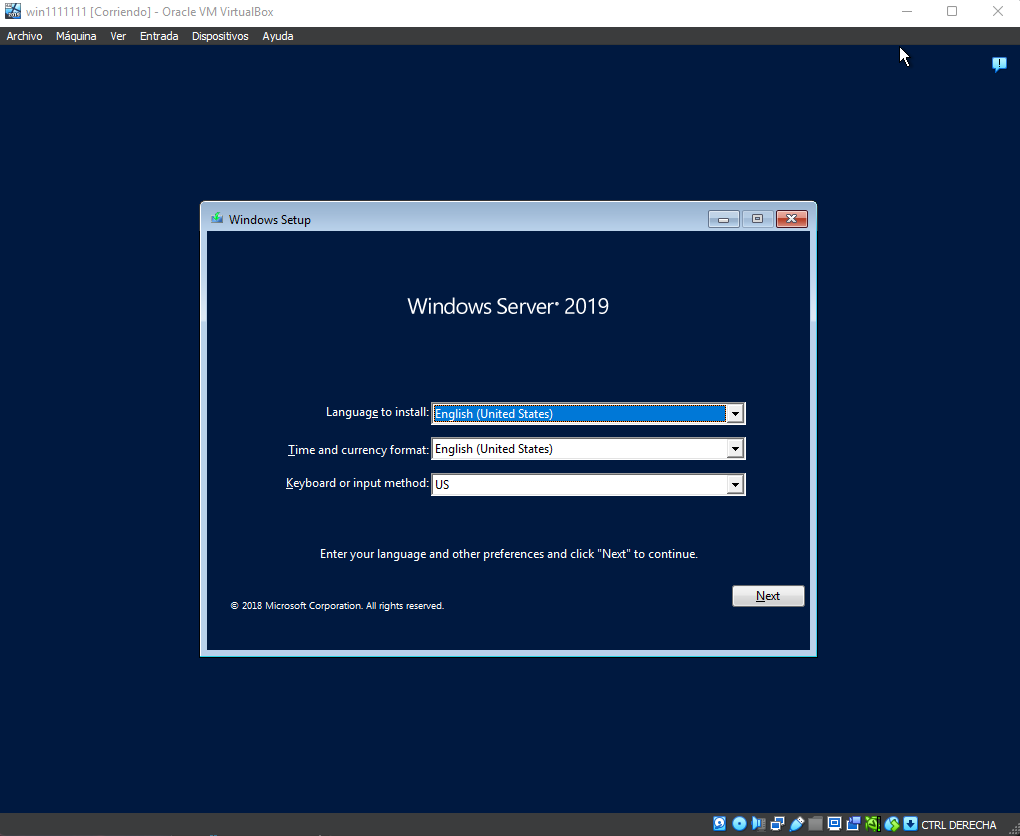 win1111111 [Corriendo] - Oracle VM VirtualBox
Archivo Máquina Ver Entrada Dispositivos Ayuda
Windows Setup
Windows Server® 2019
Language to install: English (United States)
Time and currency format: English (United States)
Keyboard or input method: US
Enter your language and other preferences and click "Next" to continue.
Next
© 2018 Microsoft Corporation. All rights reserved.
CTRL DERECHA